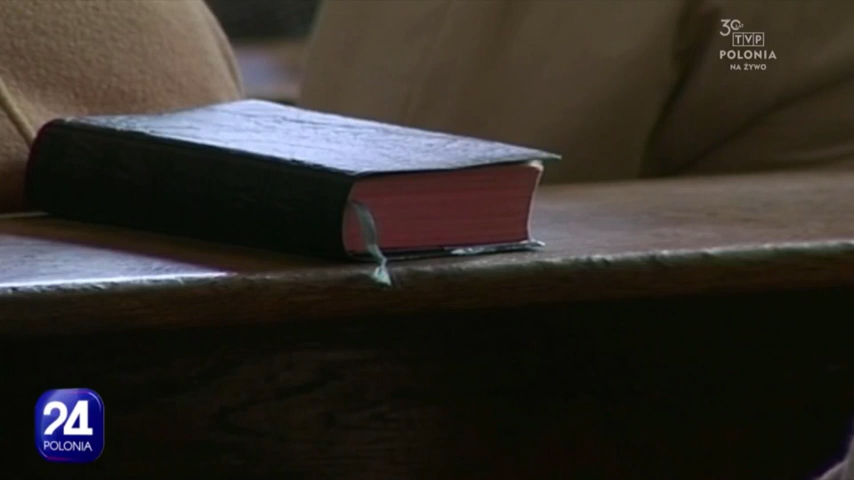 30
TVP
POLONIA
NA ŻYWO
24
POLONIA